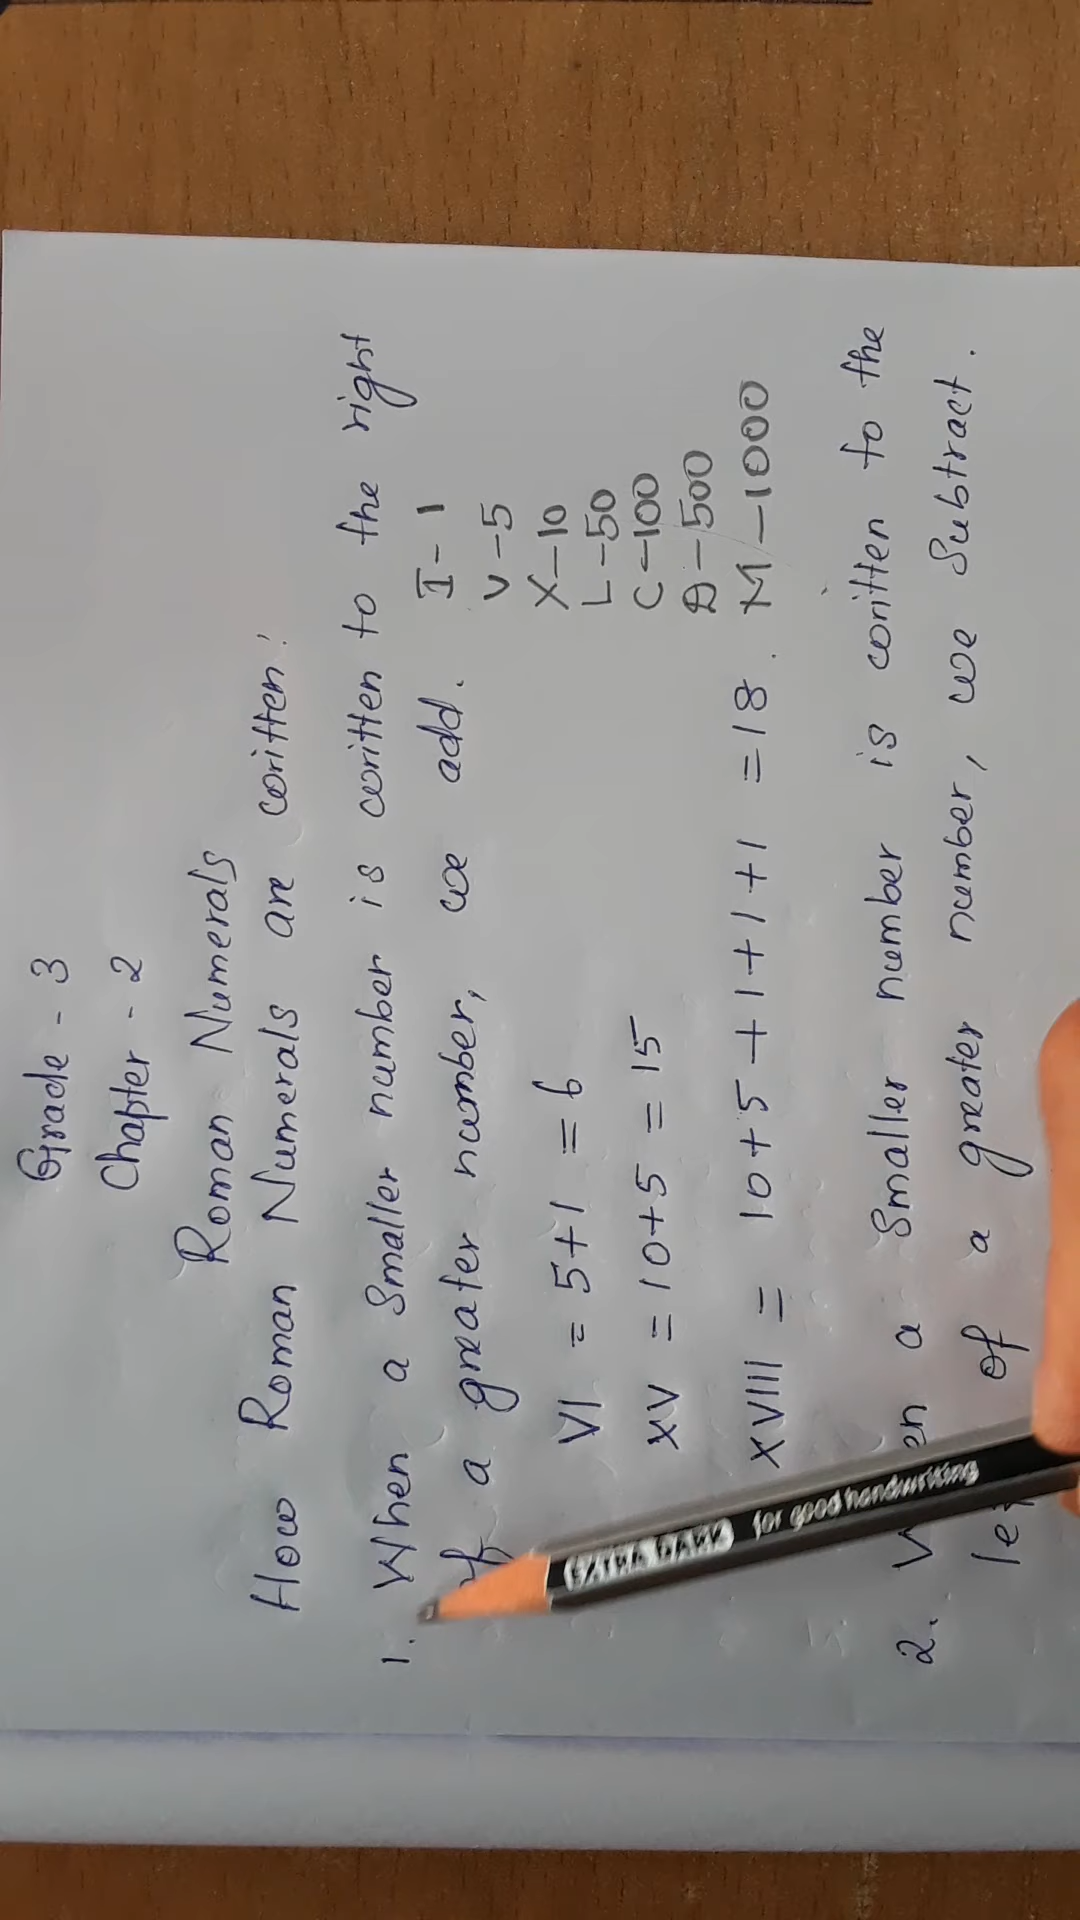 Grade - 3
Chapter - 2
Roman Numerals
How Roman Numerals are written:
1. When a Smaller number is written to the right
of a greater number, we add.
I - 1
V - 5
VI = 5+1 = 6
X - 10
L - 50
XV = 10+5 = 15
C - 100
D - 500
XVIII = 10+5+1+1+1 = 18.
M - 1000
2. en a Smaller number is written to the
of a greater number, we Subtract.
EXTRA DARK for good handwriting